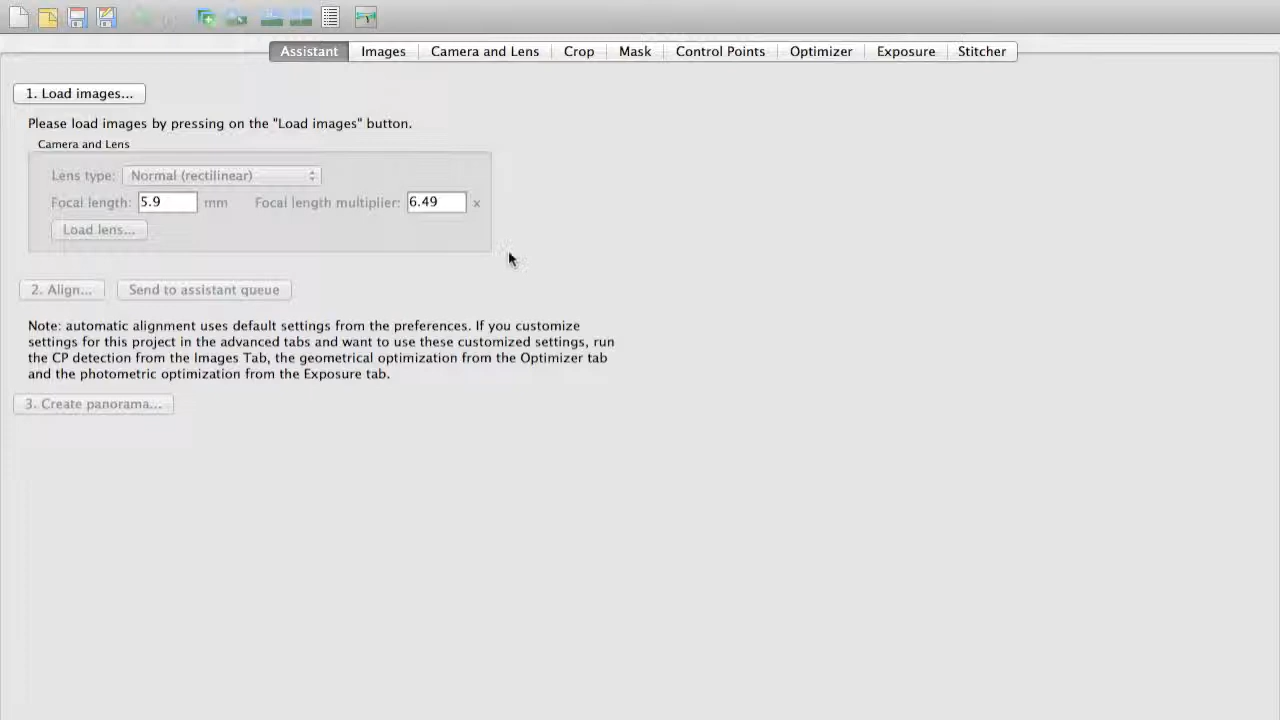 Assistant Images Camera and Lens Crop Mask Control Points Optimizer Exposure Stitcher
1. Load images...
Please load images by pressing on the "Load images" button.
Camera and Lens
Lens type: Normal (rectilinear)
Focal length: 5.9 mm Focal length multiplier: 6.49 x
Load lens...
2. Align... Send to assistant queue
Note: automatic alignment uses default settings from the preferences. If you customize
settings for this project in the advanced tabs and want to use these customized settings, run
the CP detection from the Images Tab, the geometrical optimization from the Optimizer tab
and the photometric optimization from the Exposure tab.
3. Create panorama...